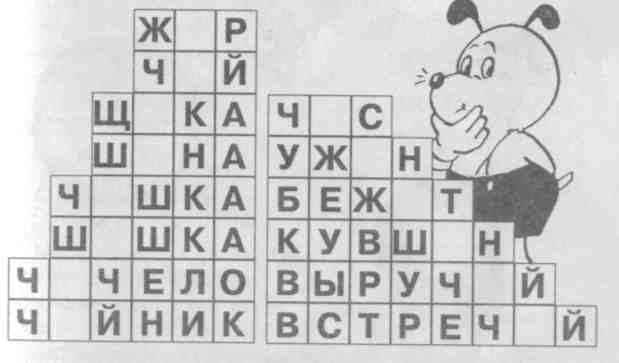 Ж Р
Ч Й
Щ КА Ч С
Ш НА УЖ Н
Ч ШКА БЕЖ Т
Ш ШКА КУВШ Н
Ч ЧЕЛО ВЫРУЧ Й
Ч ЙНИК ВСТРЕЧ Й